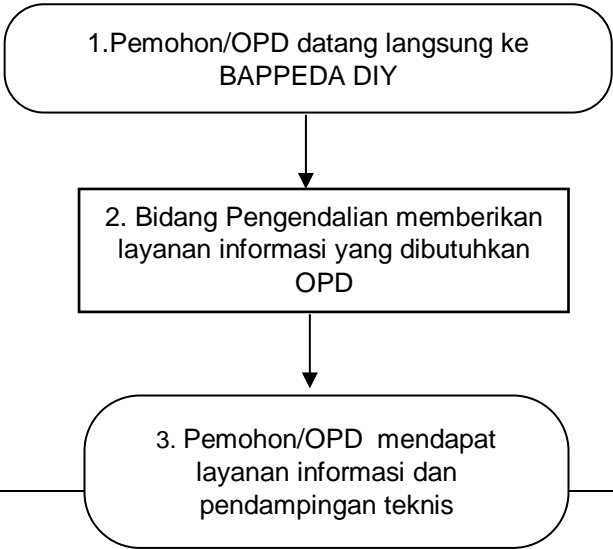 1.Pemohon/OPD datang langsung ke
BAPPEDA DIY
2. Bidang Pengendalian memberikan
layanan informasi yang dibutuhkan
OPD
3. Pemohon/OPD mendapat
layanan informasi dan
pendampingan teknis